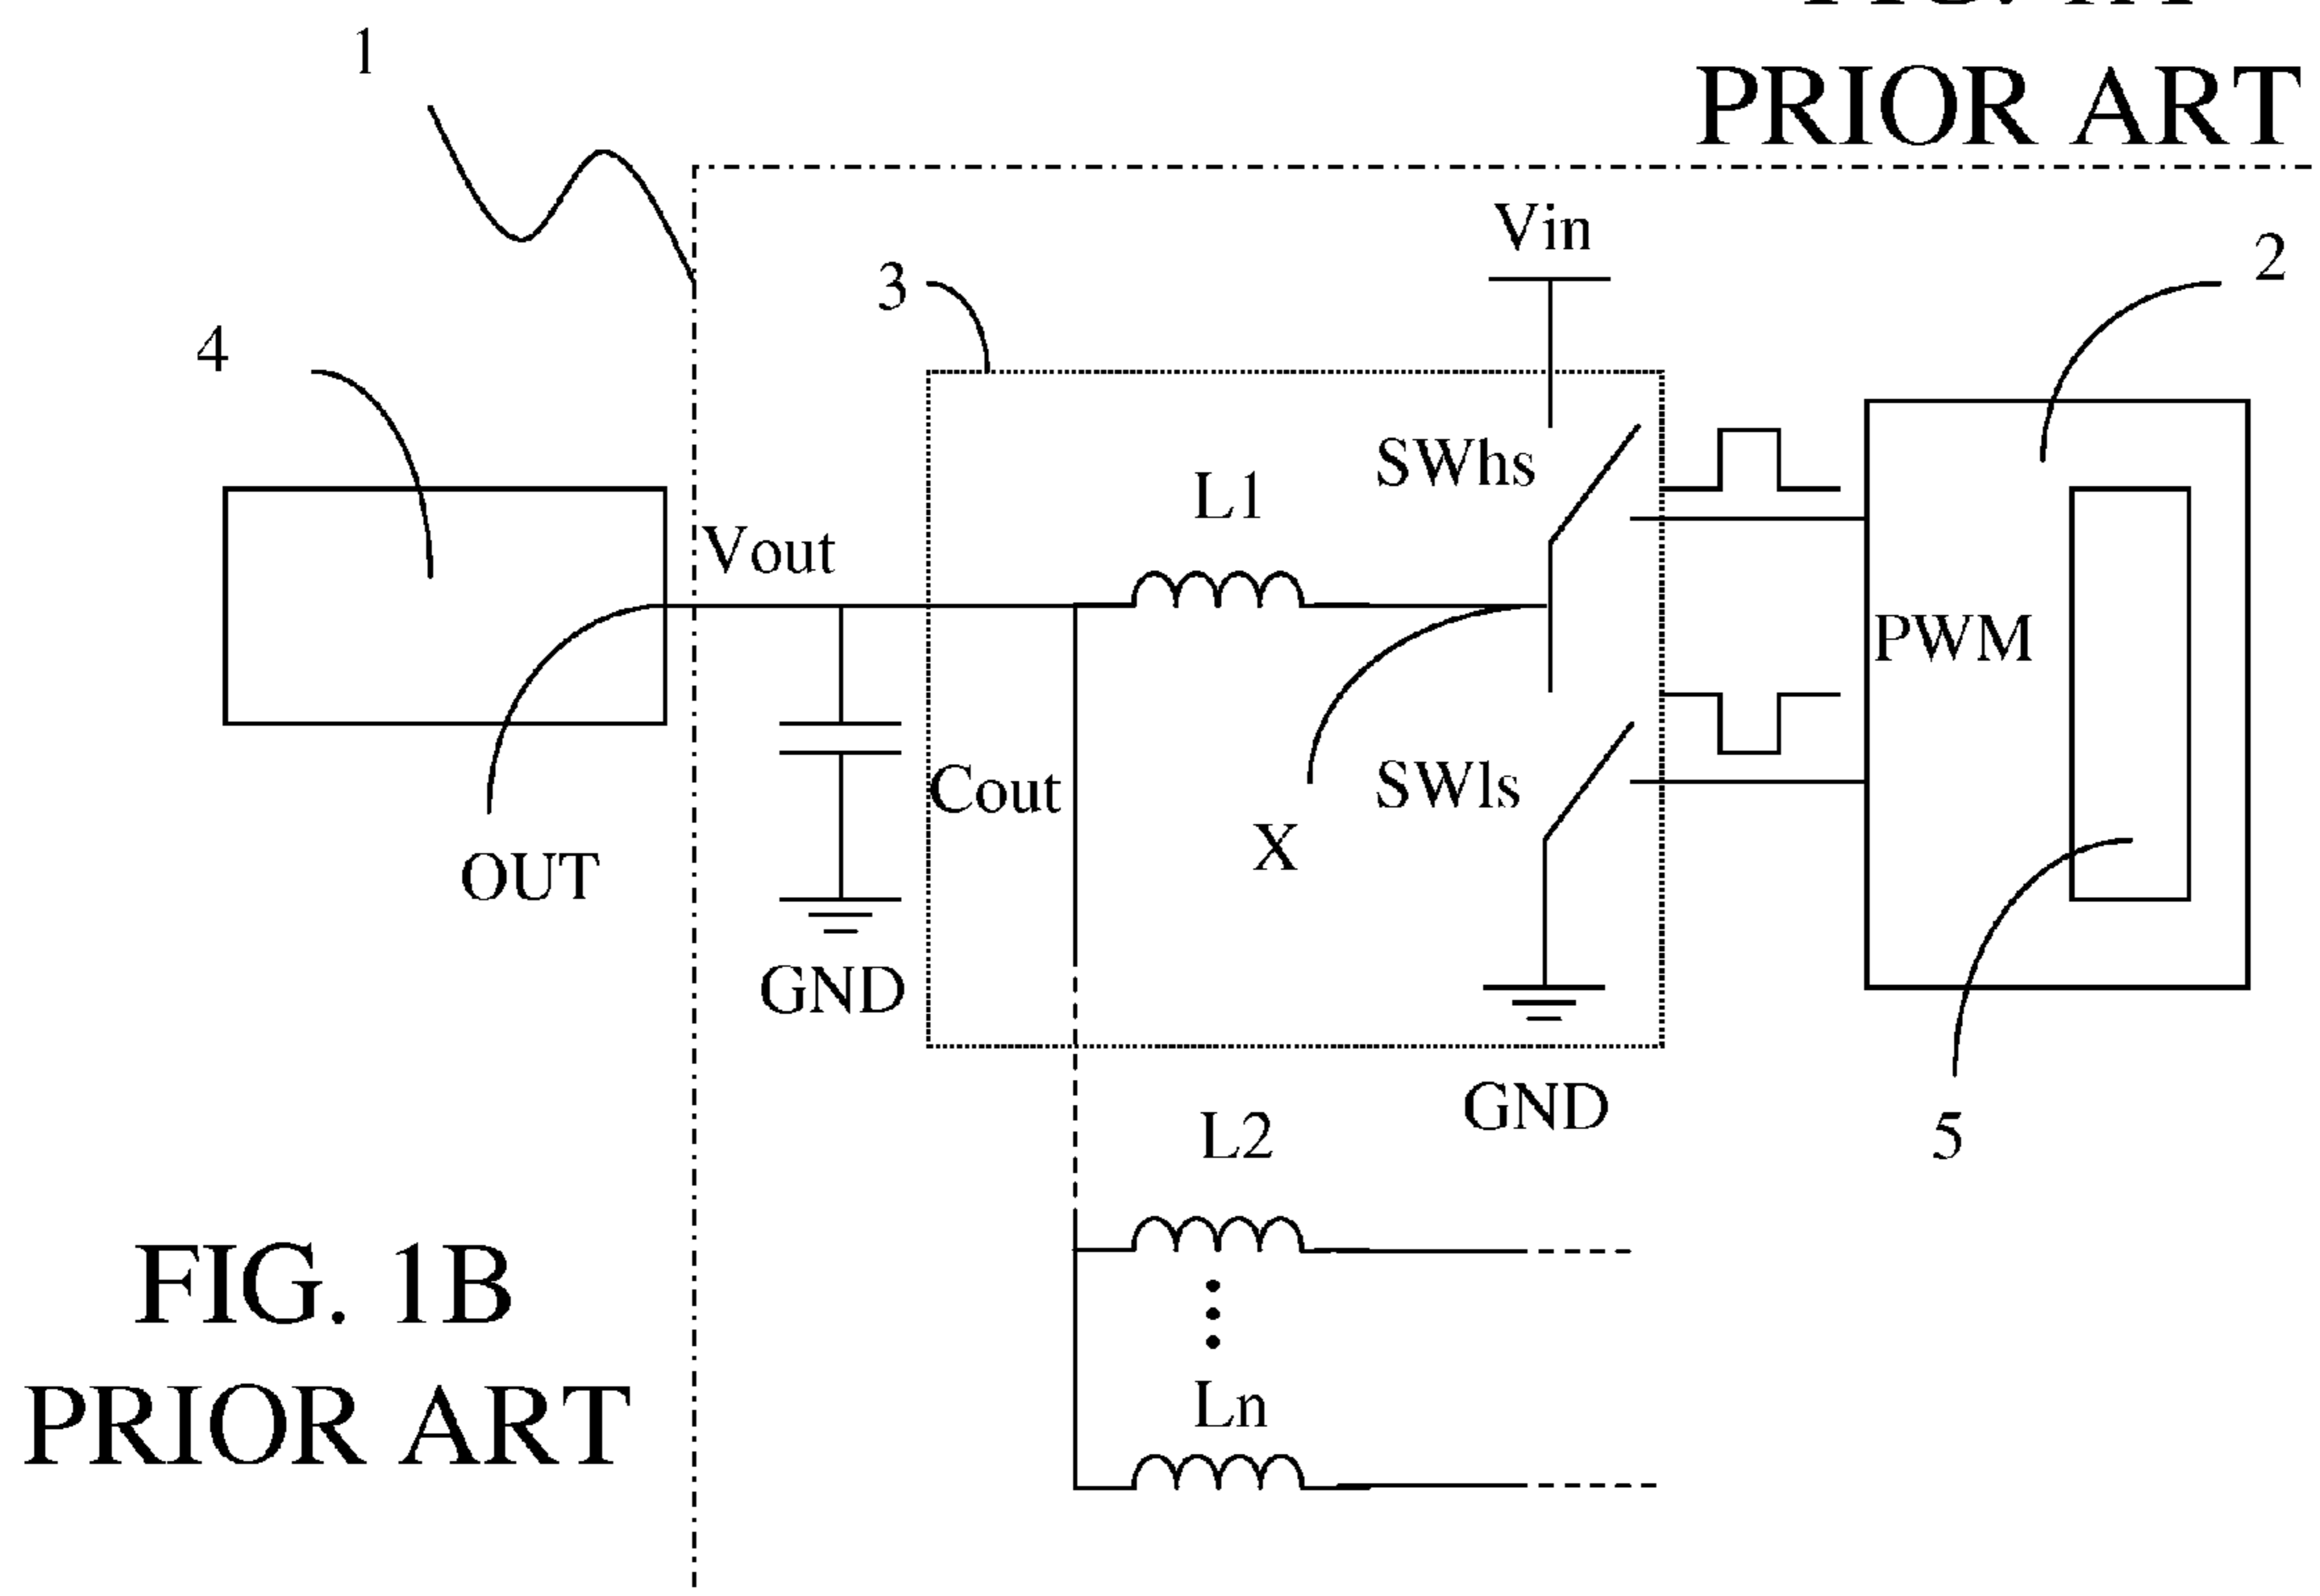 PRIOR ART
1
Vin
2
3
4
SWhs
L1
Vout
PWM
Cout
SWls
X
OUT
GND
GND
L2
5
FIG. 1B
Ln
PRIOR ART